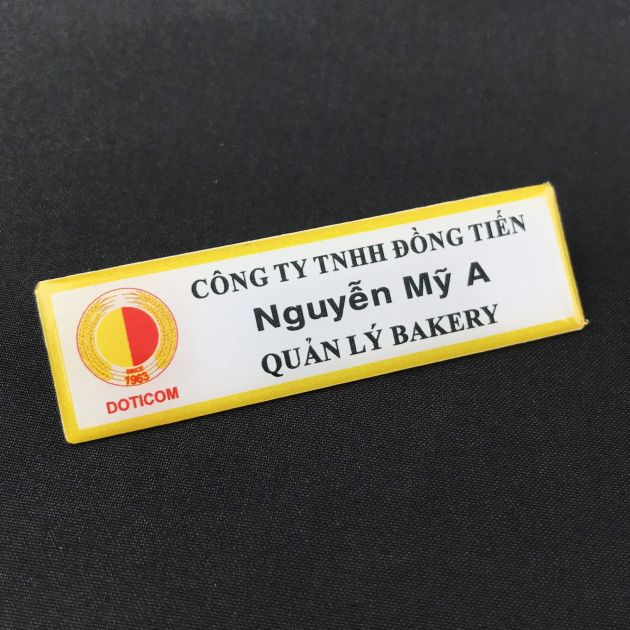 CÔNG TY TNHH ĐỒNG TIẾN
Nguyễn Mỹ A
QUẢN LÝ BAKERY
SINCE
1963
DOTICOM